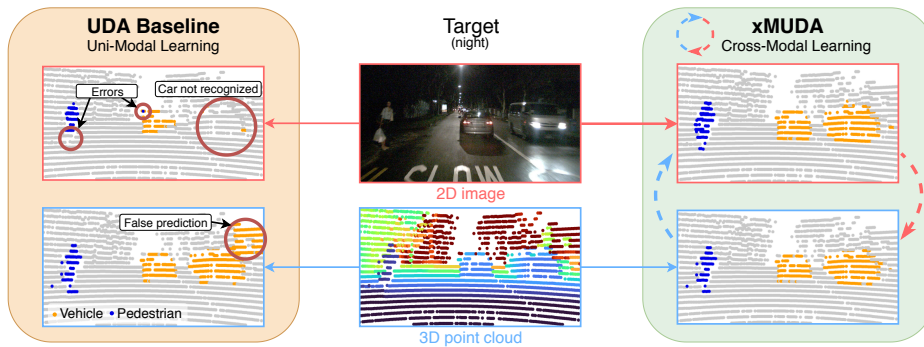 UDA Baseline
Uni-Modal Learning
Errors
Car not recognized
False prediction
Vehicle
Pedestrian
Target
(night)
SLOW
2D image
3D point cloud
xMUDA
Cross-Modal Learning